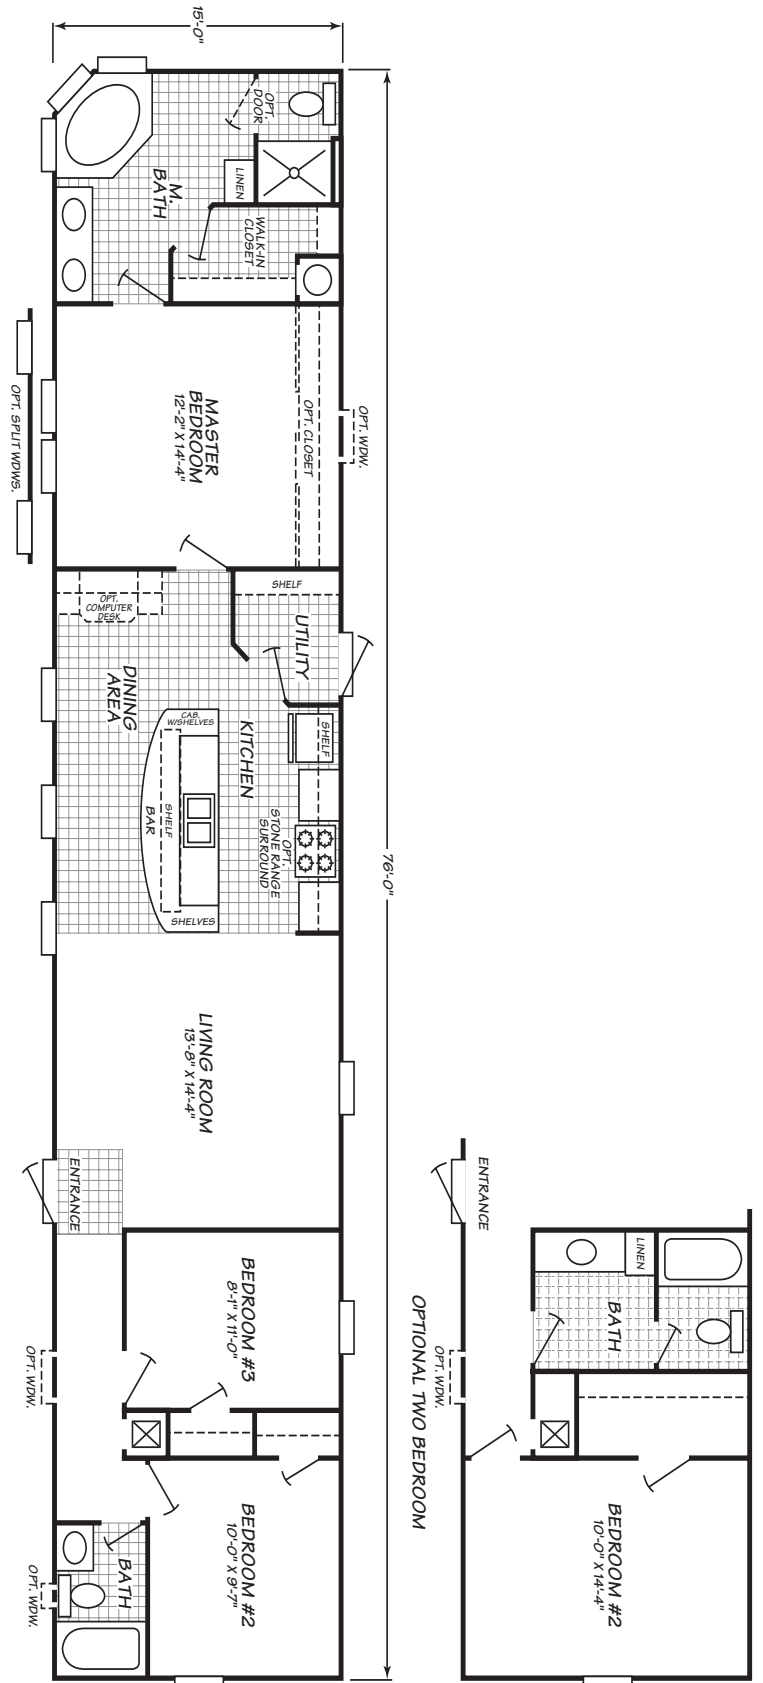 15'-0"
OPT.
DOOR
LINEN
M.
BATH
WALK-IN
CLOSET
OPT. WDW.
OPT. CLOSET
MASTER
BEDROOM
12'-2" X 14'-4"
OPT. SPLIT WDWS.
SHELF
UTILITY
OPT.
COMPUTER
DESK
DINING
AREA
KITCHEN
CAB.
W/SHELVES
SHELF
SHELF
BAR
SHELVES
OPT.
STONE RANGE
SURROUND
76'-0"
LIVING ROOM
13'-8" X 14'-4"
ENTRANCE
BEDROOM #3
8'-1" X 11'-0"
OPT. WDW.
BEDROOM #2
10'-0" X 9'-7"
BATH
OPT. WDW.
ENTRANCE
LINEN
BATH
OPT. WDW.
BEDROOM #2
10'-0" X 14'-4"
OPTIONAL TWO BEDROOM